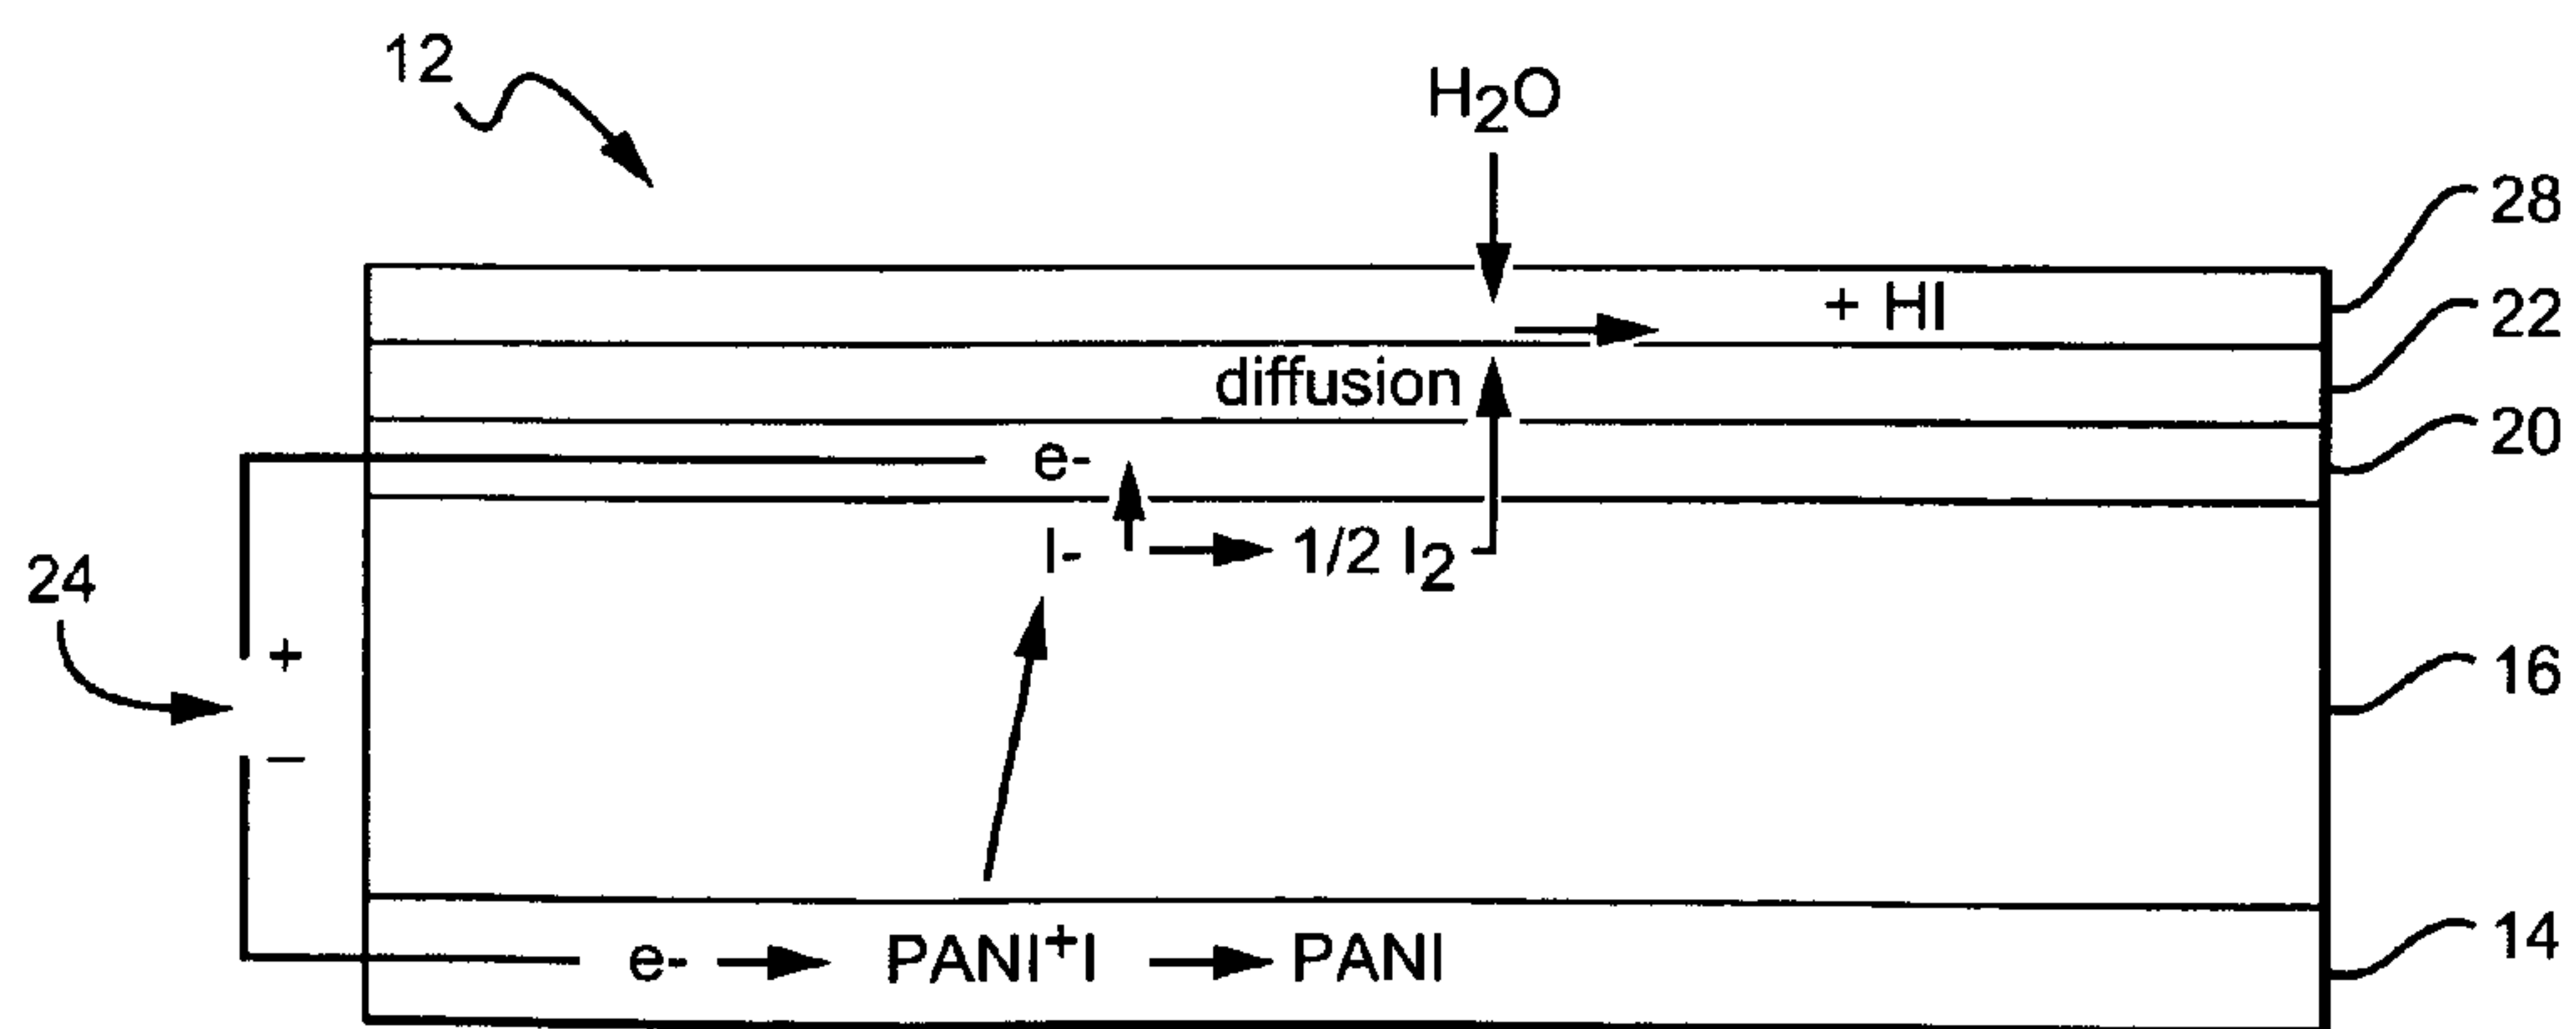 12
H2O
28
+ HI
22
diffusion
20
e-
I- 1/2 I2
24
+
16
–
14
e- PANI+I PANI